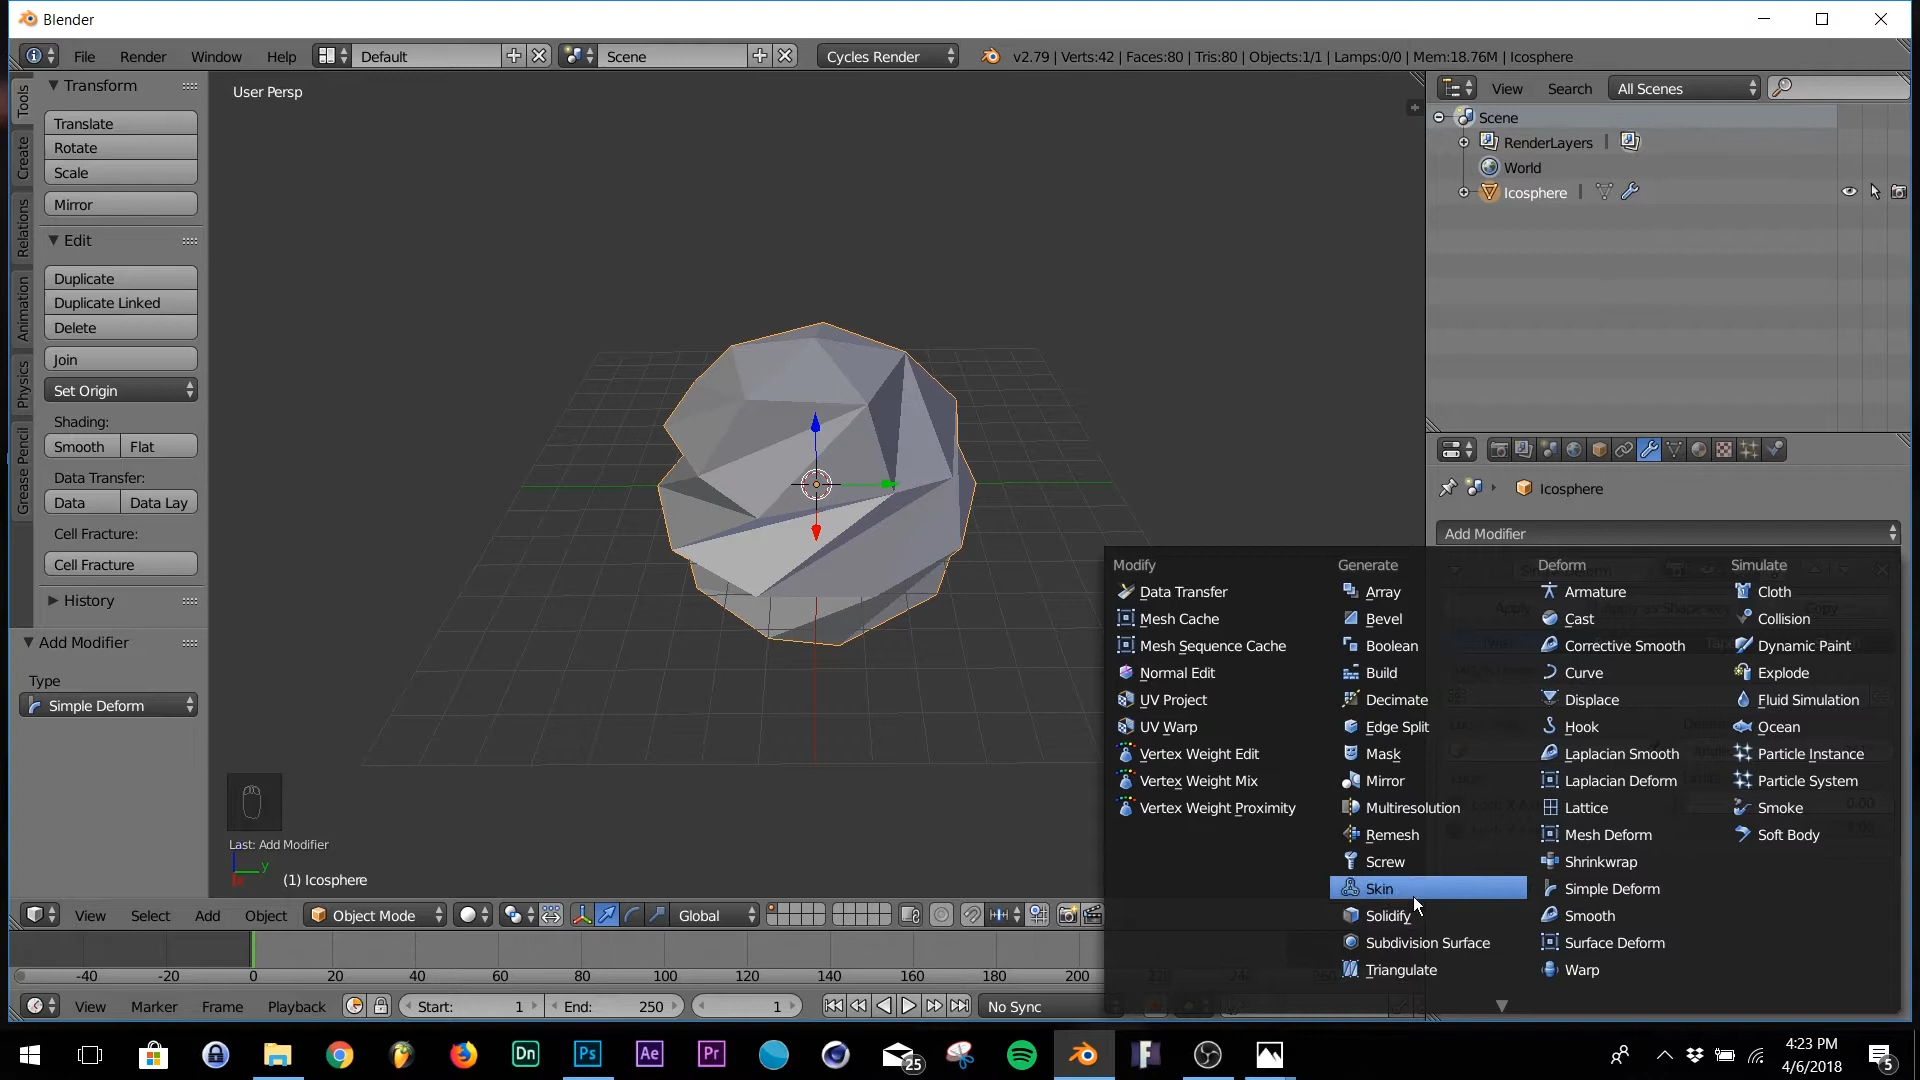 Blender
File Render Window Help Default Scene Cycles Render v2.79 | Verts:42 | Faces:80 | Tris:80 | Objects:1/1 | Lamps:0/0 | Mem:18.76M | Icosphere
Tools
Create
Relations
Animation
Physics
Grease Pencil
Transform
Translate
Rotate
Scale
Mirror
Edit
Duplicate
Duplicate Linked
Delete
Join
Set Origin
Shading:
Smooth Flat
Data Transfer:
Data Data Lay
Cell Fracture:
Cell Fracture
History
Add Modifier
Type
Simple Deform
User Persp
Last: Add Modifier
y
(1) Icosphere
View Search All Scenes
Scene
RenderLayers
World
Icosphere
Icosphere
Add Modifier
Modify
Data Transfer
Mesh Cache
Mesh Sequence Cache
Normal Edit
UV Project
UV Warp
Vertex Weight Edit
Vertex Weight Mix
Vertex Weight Proximity
Generate
Array
Bevel
Boolean
Build
Decimate
Edge Split
Mask
Mirror
Multiresolution
Remesh
Screw
Skin
Solidify
Subdivision Surface
Triangulate
Deform
Armature
Cast
Corrective Smooth
Curve
Displace
Hook
Laplacian Smooth
Laplacian Deform
Lattice
Mesh Deform
Shrinkwrap
Simple Deform
Smooth
Surface Deform
Warp
Simulate
Cloth
Collision
Dynamic Paint
Explode
Fluid Simulation
Ocean
Particle Instance
Particle System
Smoke
Soft Body
View Select Add Object Object Mode Global
-40 -20 0 20 40 60 80 100 120 140 160 180 200
View Marker Frame Playback Start: 1 End: 250 1 No Sync
Dn Ps Ae Pr 25
4:23 PM
4/6/2018
5